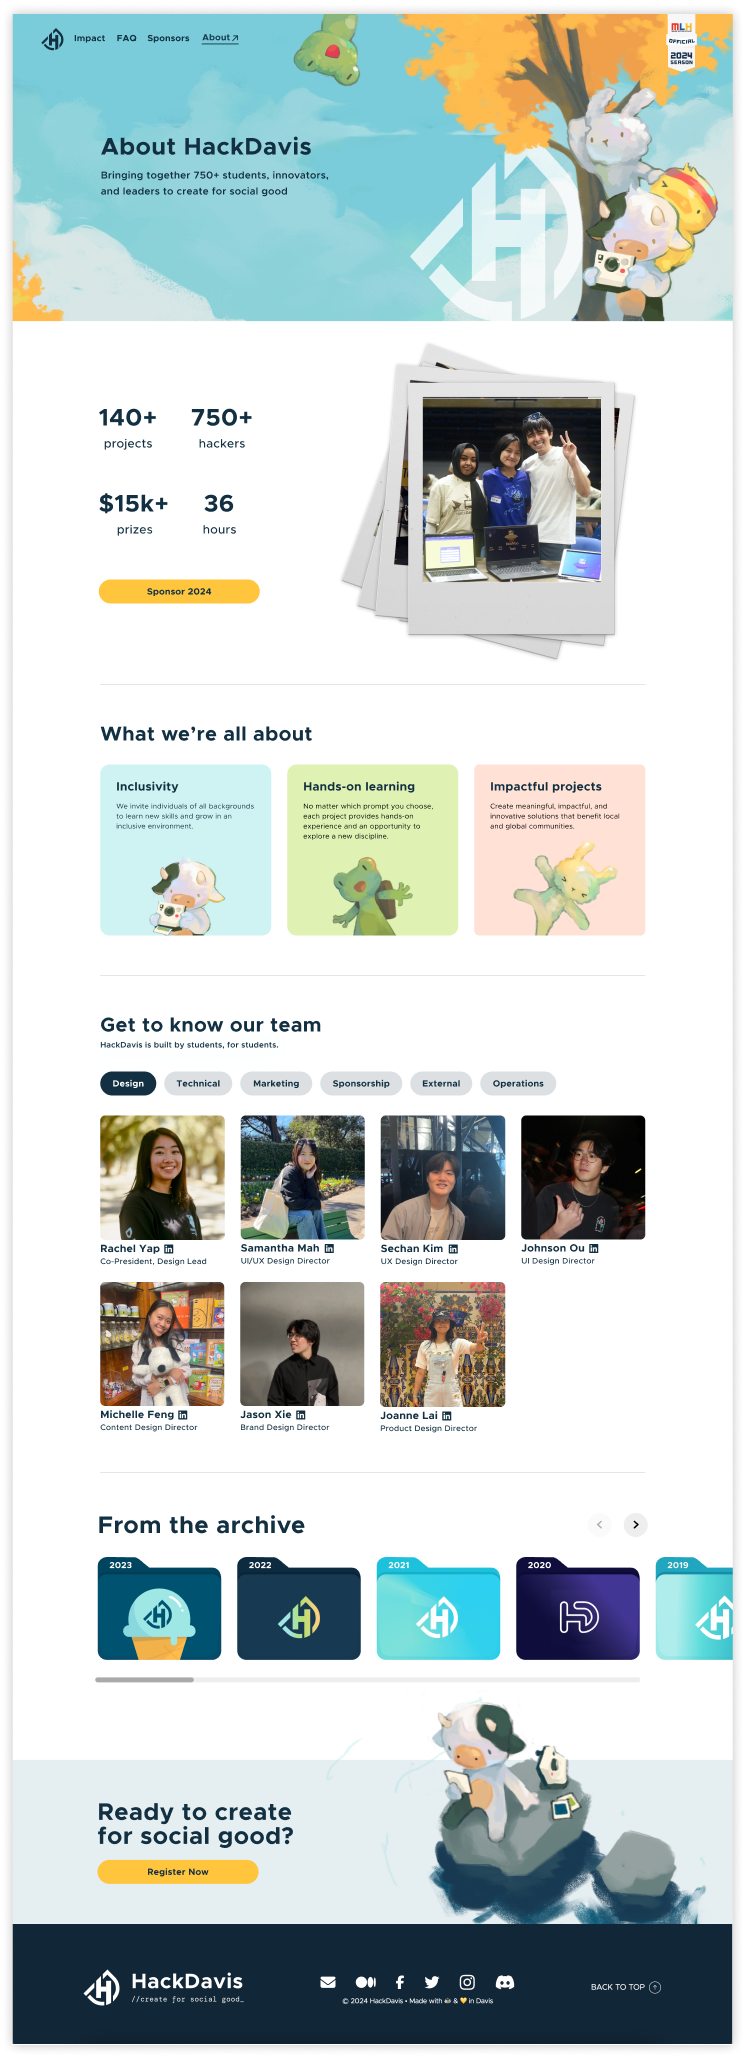 Impact FAQ Sponsors About
MLH
OFFICIAL
2024
SEASON
About HackDavis
Bringing together 750+ students, innovators,
and leaders to create for social good
140+ 750+
projects hackers
$15k+ 36
prizes hours
Sponsor 2024
What we're all about
Inclusivity
We invite individuals of all backgrounds
to learn new skills and grow in an
inclusive environment.
Hands-on learning
No matter which prompt you choose,
each project provides hands-on
experience and an opportunity to
explore a new discipline.
Impactful projects
Create meaningful, impactful, and
innovative solutions that benefit local
and global communities.
Get to know our team
HackDavis is built by students, for students.
Design Technical Marketing Sponsorship External Operations
Rachel Yap
Co-President, Design Lead
Samantha Mah
UI/UX Design Director
Sechan Kim
UX Design Director
Johnson Ou
UI Design Director
Michelle Feng
Content Design Director
Jason Xie
Brand Design Director
Joanne Lai
Product Design Director
From the archive
2023 2022 2021 2020 2019
Ready to create
for social good?
Register Now
HackDavis
//create for social good_
© 2024 HackDavis • Made with & in Davis
BACK TO TOP